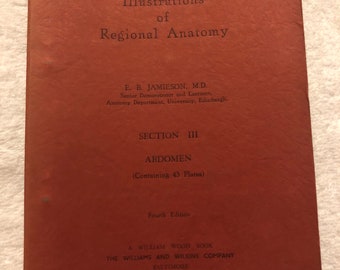 Illustrations
of
Regional Anatomy
E. B. JAMIESON, M.D.
Senior Demonstrator and Lecturer,
Anatomy Department, University, Edinburgh.
SECTION III
ABDOMEN
(Containing 43 Plates)
Fourth Edition
A WILLIAM WOOD BOOK
THE WILLIAMS AND WILKINS COMPANY
BALTIMORE